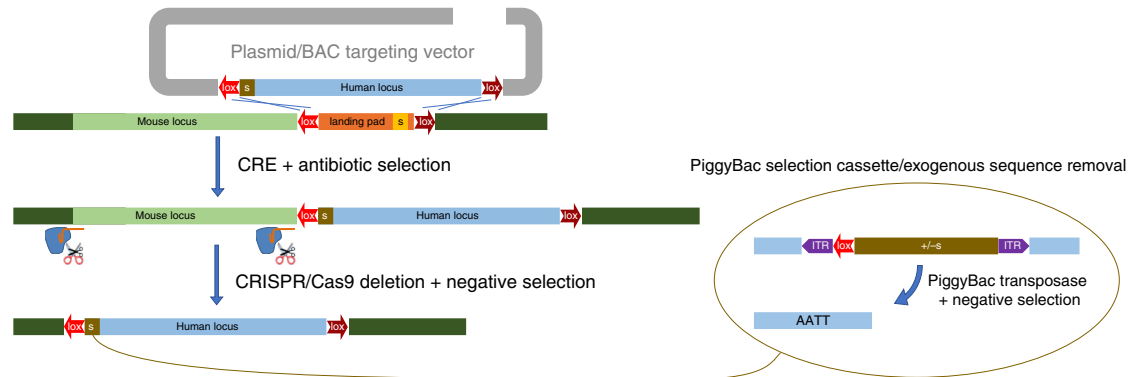 Plasmid/BAC targeting vector
lox s Human locus lox
Mouse locus lox landing pad s lox
CRE + antibiotic selection
PiggyBac selection cassette/exogenous sequence removal
Mouse locus lox s Human locus lox
ITR lox +/–s ITR
CRISPR/Cas9 deletion + negative selection
PiggyBac transposase
+ negative selection
lox s Human locus lox
AATT